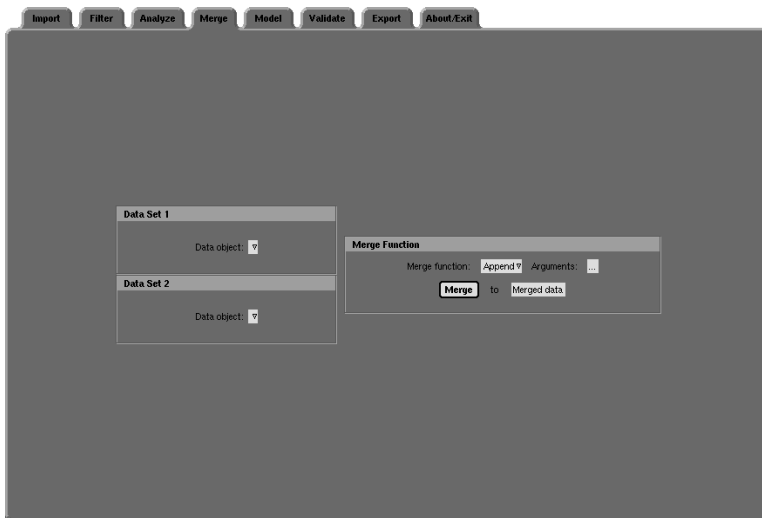 Import Filter Analyze Merge Model Validate Export About/Exit
Data Set 1
Data object:
Data Set 2
Data object:
Merge Function
Merge function: Append Arguments: ...
Merge to Merged data